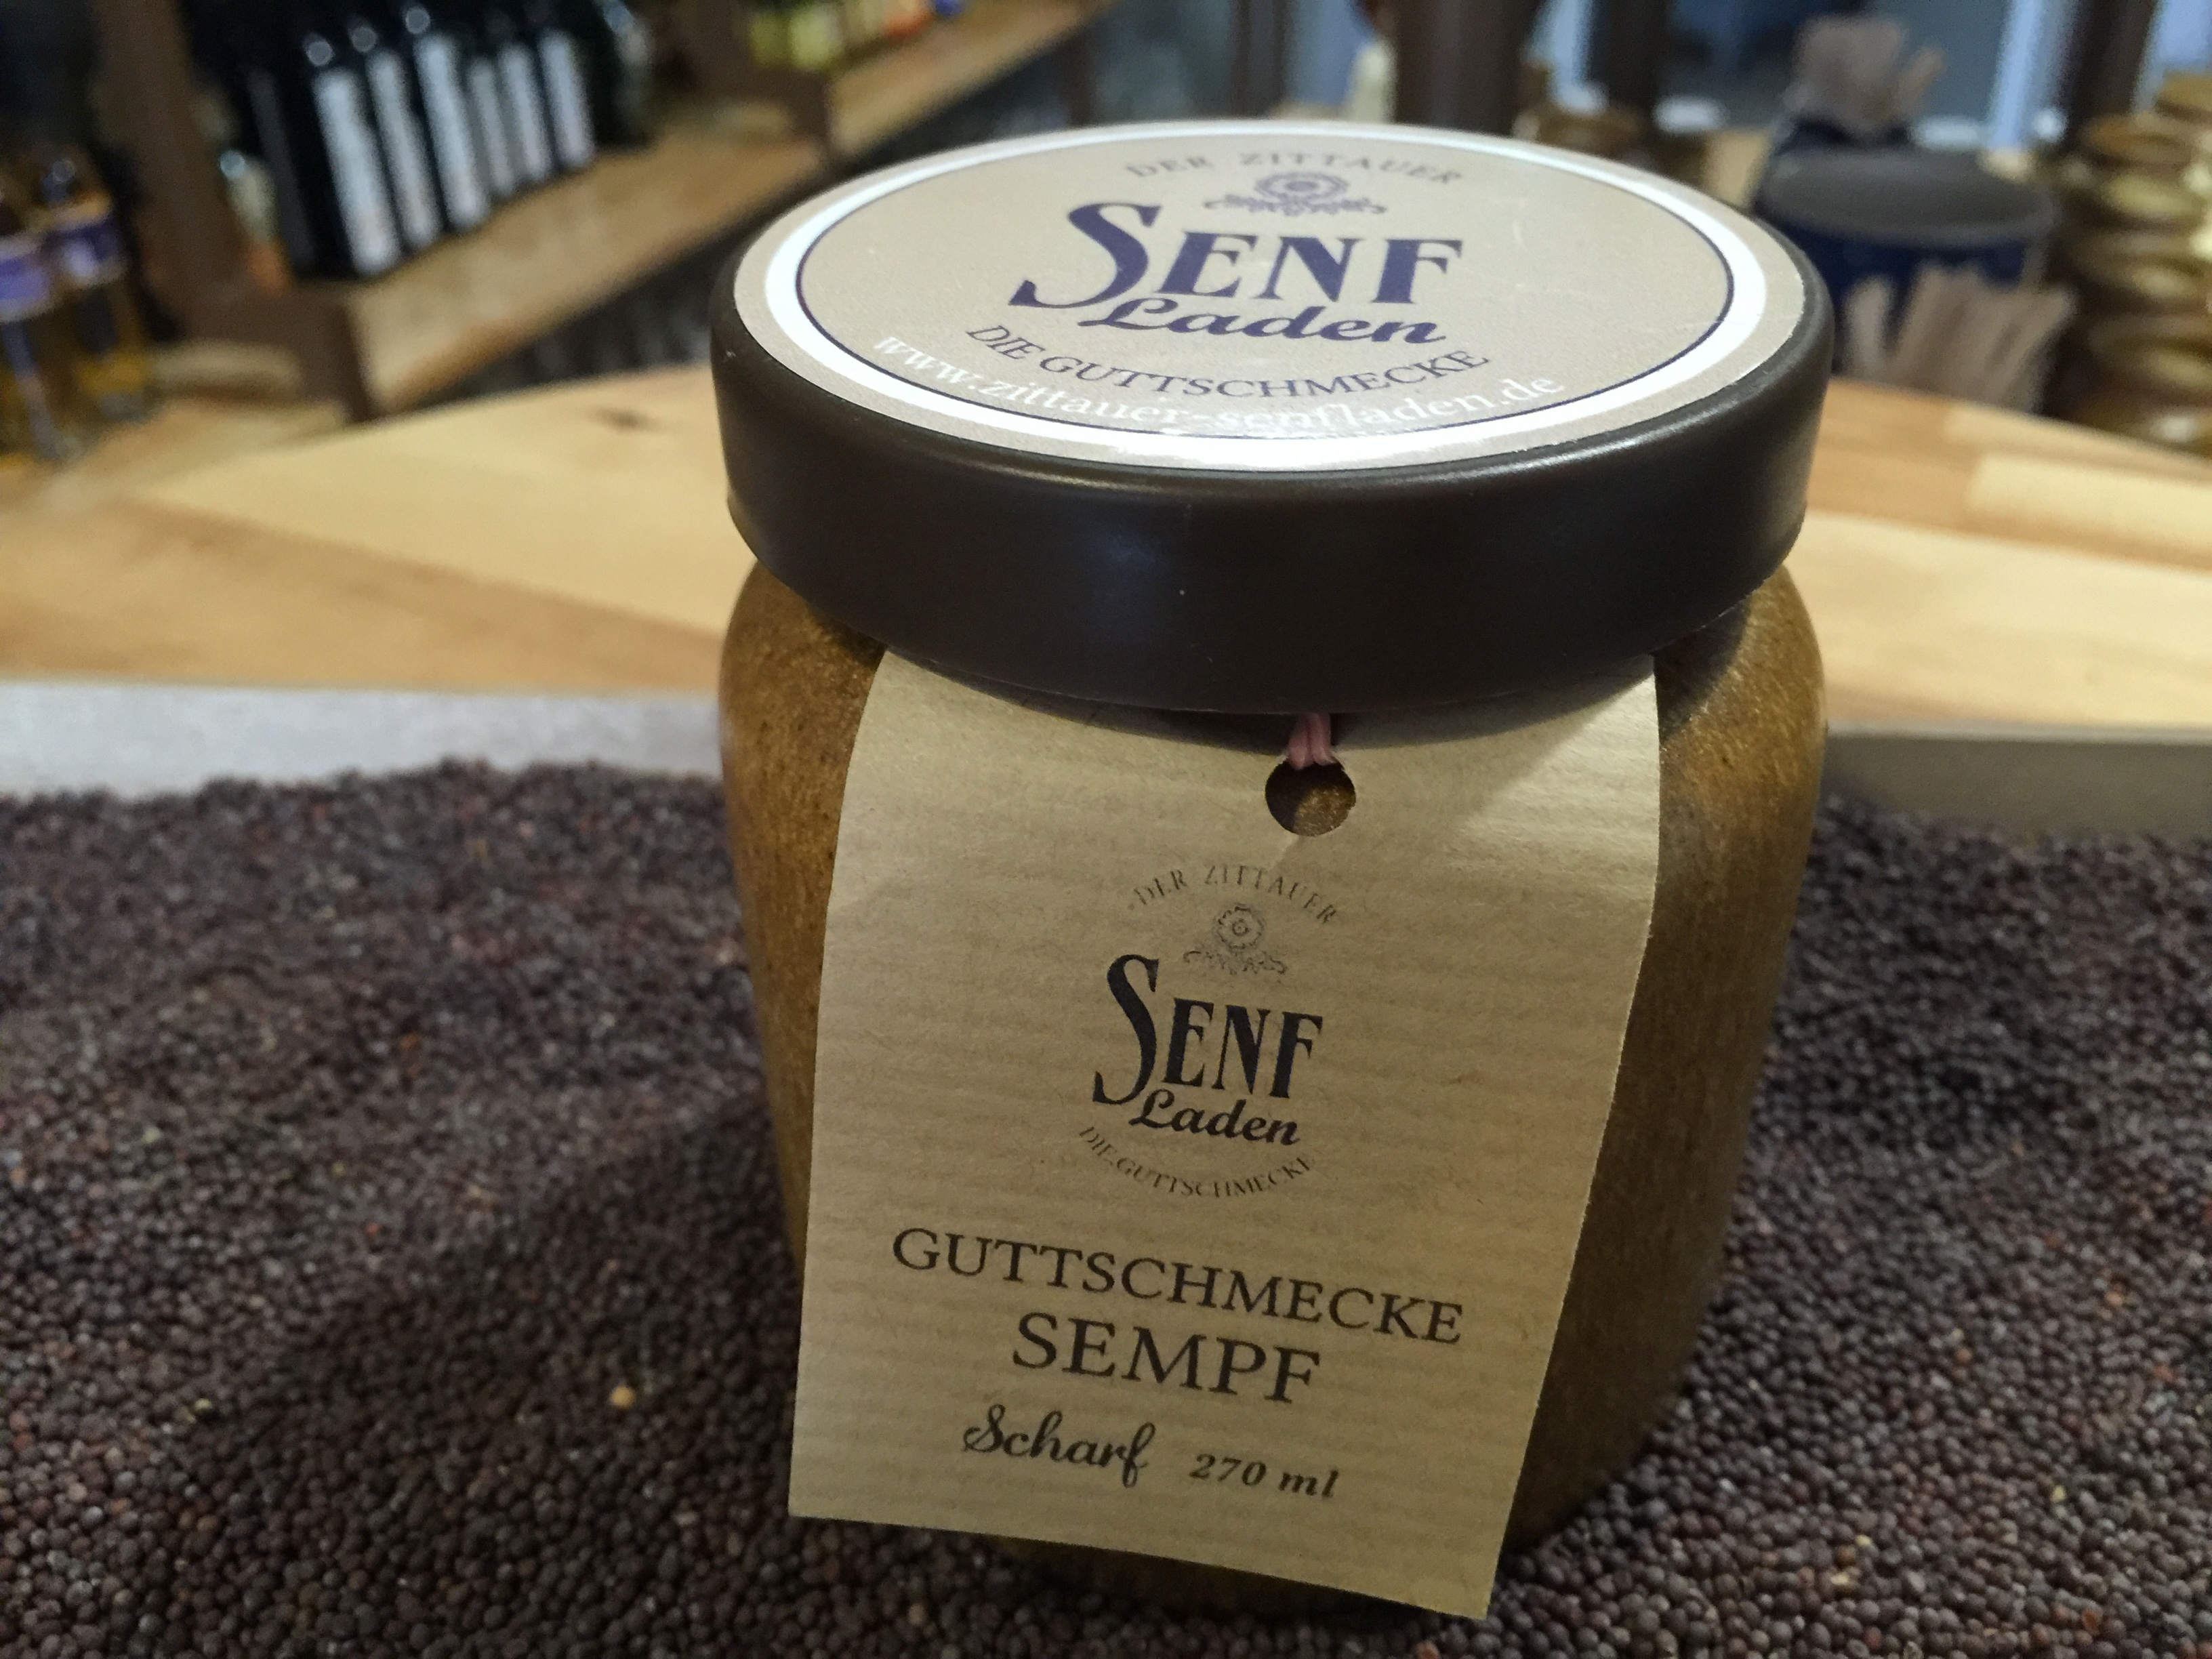 DER ZITTAUER
SENF
Laden
DIE GUTTSCHMECKE
www.zittauer-senfladen.de
DER ZITTAUER
SENF
Laden
DIE GUTTSCHMECKE
GUTTSCHMECKE
SEMPF
Scharf 270 ml